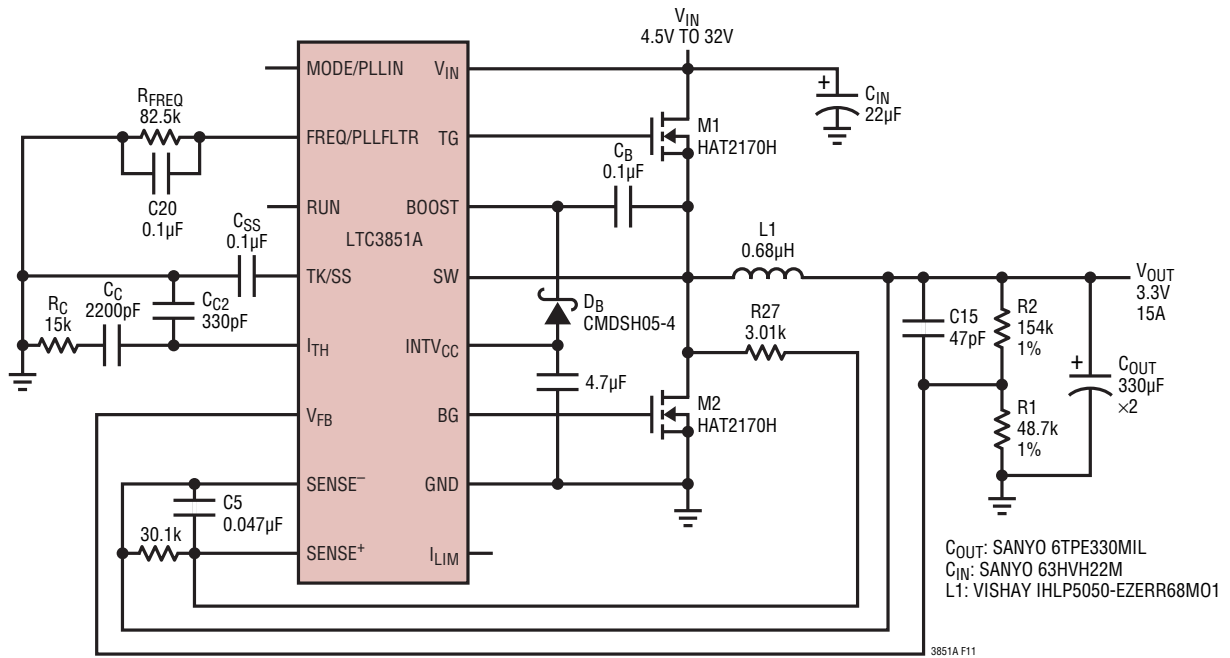 V_IN
4.5V TO 32V
MODE/PLLIN
V_IN
R_FREQ
82.5k
FREQ/PLLFLTR
TG
M1
HAT2170H
+
C_IN
22µF
C20
0.1µF
RUN
BOOST
C_B
0.1µF
LTC3851A
C_SS
0.1µF
TK/SS
SW
L1
0.68µH
V_OUT
3.3V
15A
R_C
15k
C_C
2200pF
C_C2
330pF
D_B
CMDSH05-4
R27
3.01k
C15
47pF
R2
154k
1%
I_TH
INTV_CC
4.7µF
+
C_OUT
330µF
×2
V_FB
BG
M2
HAT2170H
R1
48.7k
1%
SENSE⁻
GND
C5
0.047µF
30.1k
SENSE⁺
I_LIM
C_OUT: SANYO 6TPE330MIL
C_IN: SANYO 63HVH22M
L1: VISHAY IHLP5050-EZERR68MO1
3851A F11